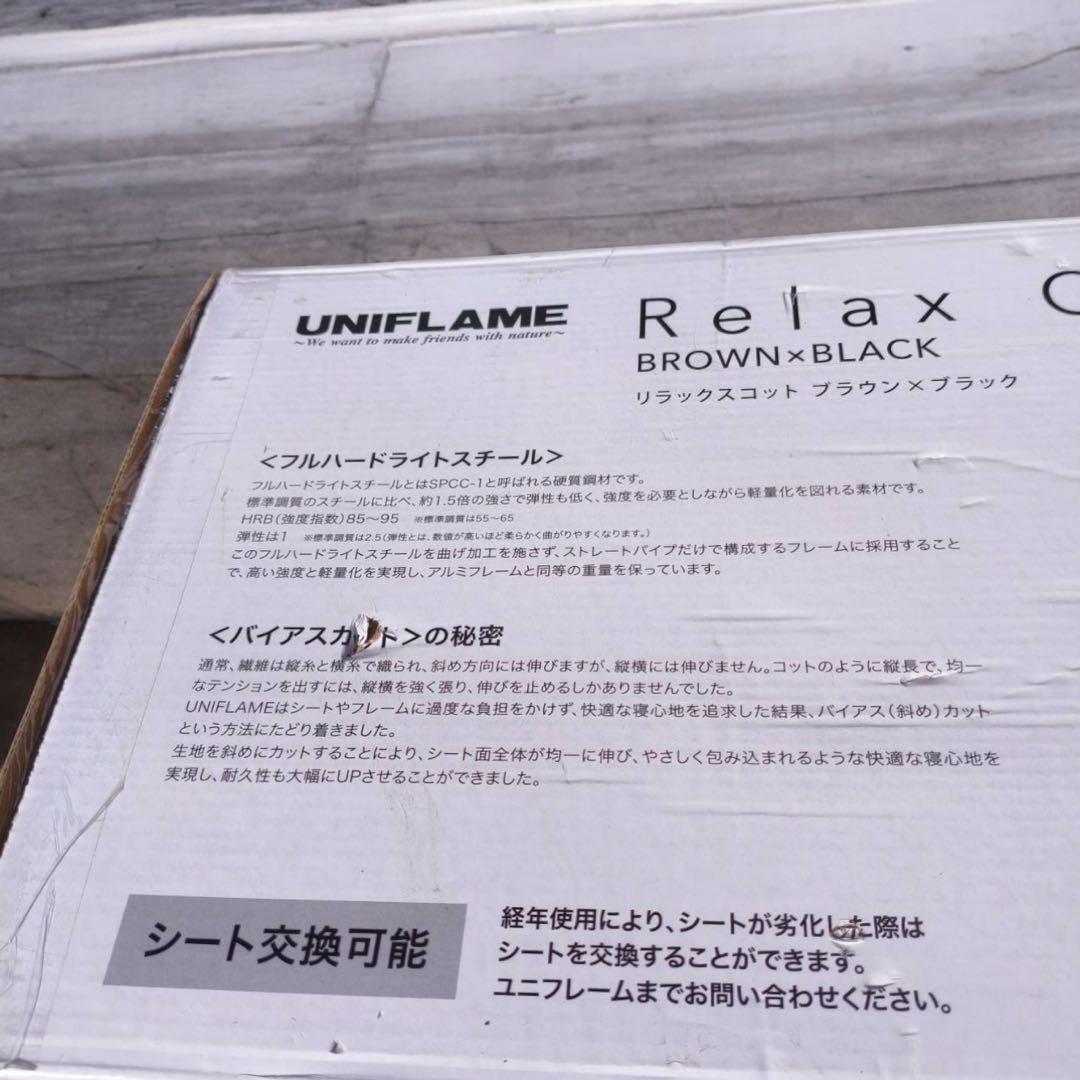 UNIFLAME
~We want to make friends with nature~
Relax C
BROWN×BLACK
リラックスコット ブラウン×ブラック
<フルハードライトスチール>
フルハードライトスチールとはSPCC-1と呼ばれる硬質鋼材です。
標準調質のスチールに比べ、約1.5倍の強さで弾性も低く、強度を必要としながら軽量化を図れる素材です。
HRB(強度指数)85~95 ※標準調質は55~65
弾性は1 ※標準調質は2.5(弾性とは、数値が高いほど柔らかく曲がりやすくなります。)
このフルハードライトスチールを曲げ加工を施さず、ストレートパイプだけで構成するフレームに採用すること
で、高い強度と軽量化を実現し、アルミフレームと同等の重量を保っています。
<バイアスカット>の秘密
通常、繊維は縦糸と横糸で織られ、斜め方向には伸びますが、縦横には伸びません。コットのように縦長で、均一
なテンションを出すには、縦横を強く張り、伸びを止めるしかありませんでした。
UNIFLAMEはシートやフレームに過度な負担をかけず、快適な寝心地を追求した結果、バイアス(斜め)カット
という方法にたどり着きました。
生地を斜めにカットすることにより、シート面全体が均一に伸び、やさしく包み込まれるような快適な寝心地を
実現し、耐久性も大幅にUPさせることができました。
シート交換可能
経年使用により、シートが劣化した際は
シートを交換することができます。
ユニフレームまでお問い合わせください。